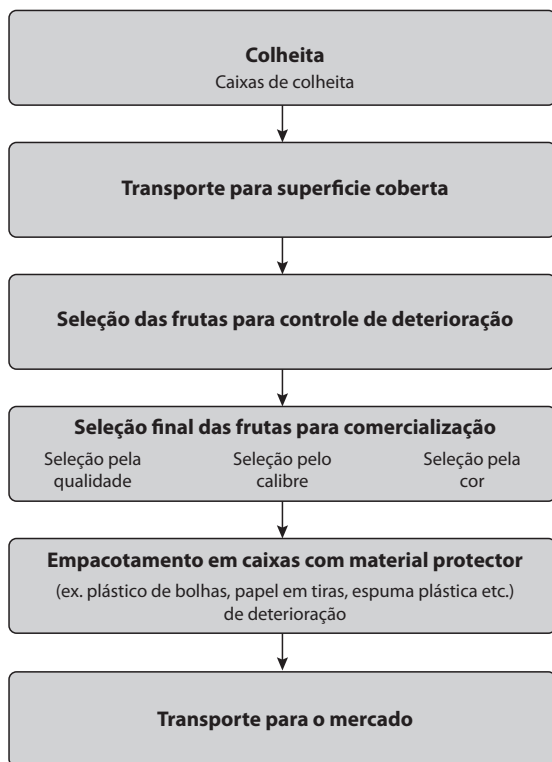 Colheita
Caixas de colheita
Transporte para superficie coberta
Seleção das frutas para controle de deterioração
Seleção final das frutas para comercialização
Seleção pela
qualidade
Seleção pelo
calibre
Seleção pela
cor
Empacotamento em caixas com material protector
(ex. plástico de bolhas, papel em tiras, espuma plástica etc.)
de deterioração
Transporte para o mercado